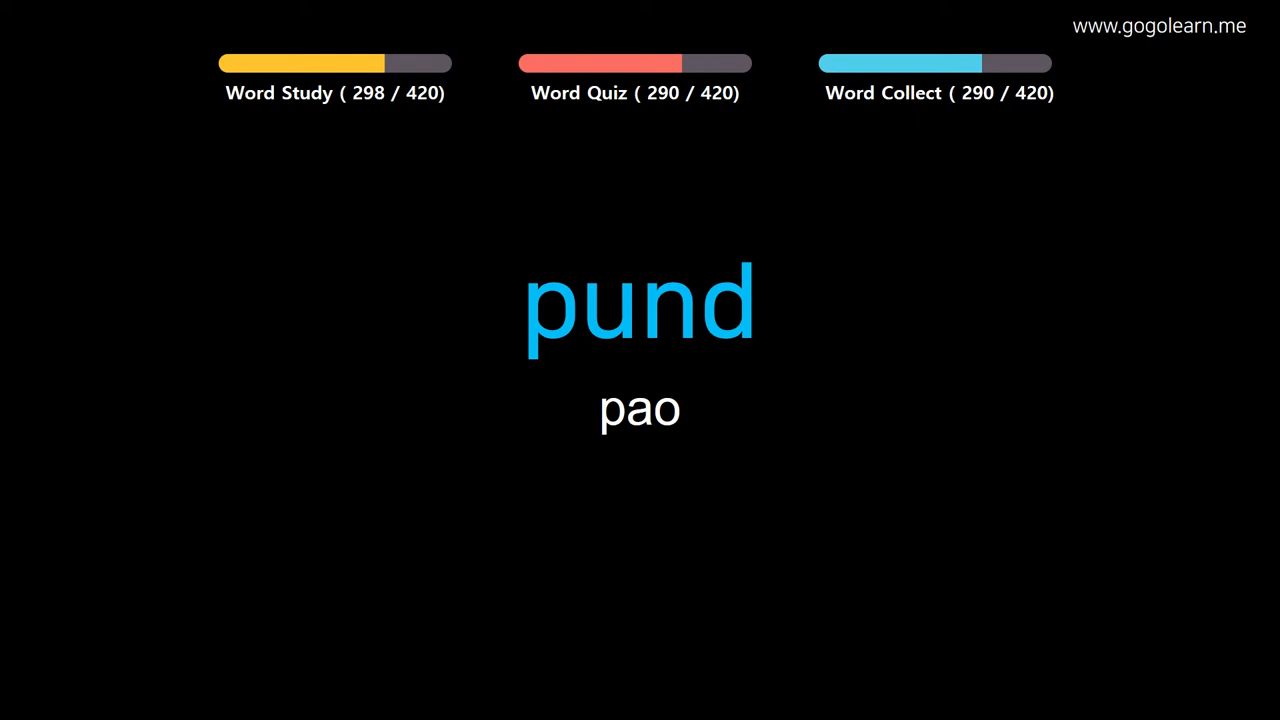 www.gogolearn.me
Word Study ( 298 / 420)
Word Quiz ( 290 / 420)
Word Collect ( 290 / 420)
pund
pao